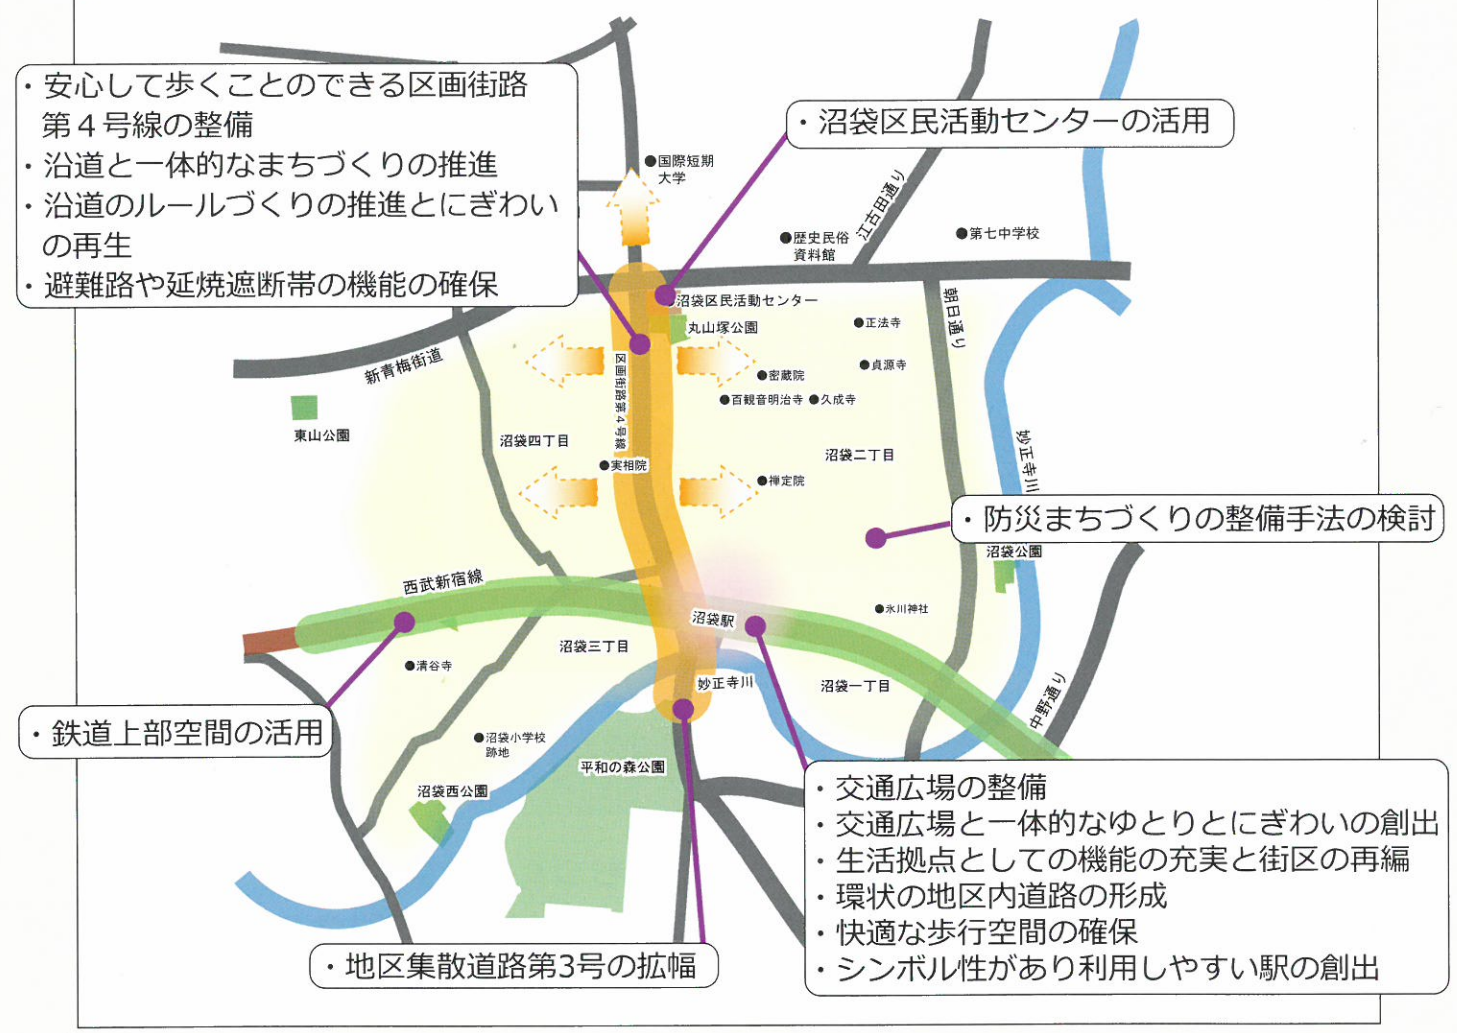 ・安心して歩くことのできる区画街路
第４号線の整備
・沿道と一体的なまちづくりの推進
・沿道のルールづくりの推進とにぎわい
の再生
・避難路や延焼遮断帯の機能の確保
・沼袋区民活動センターの活用
●国際短期
大学
江古田通り
●歴史民俗
資料館
●第七中学校
沼袋区民活動センター
丸山塚公園
●正法寺
朝日通り
新青梅街道
区画街路第４号線
●密蔵院
●貞源寺
●百観音明治寺
●久成寺
東山公園
沼袋四丁目
沼袋二丁目
妙正寺川
●実相院
●禅定院
・防災まちづくりの整備手法の検討
沼袋公園
西武新宿線
沼袋駅
●氷川神社
沼袋三丁目
●清谷寺
妙正寺川
沼袋一丁目
中野通り
・鉄道上部空間の活用
●沼袋小学校
跡地
平和の森公園
沼袋西公園
・交通広場の整備
・交通広場と一体的なゆとりとにぎわいの創出
・生活拠点としての機能の充実と街区の再編
・環状の地区内道路の形成
・快適な歩行空間の確保
・シンボル性があり利用しやすい駅の創出
・地区集散道路第3号の拡幅